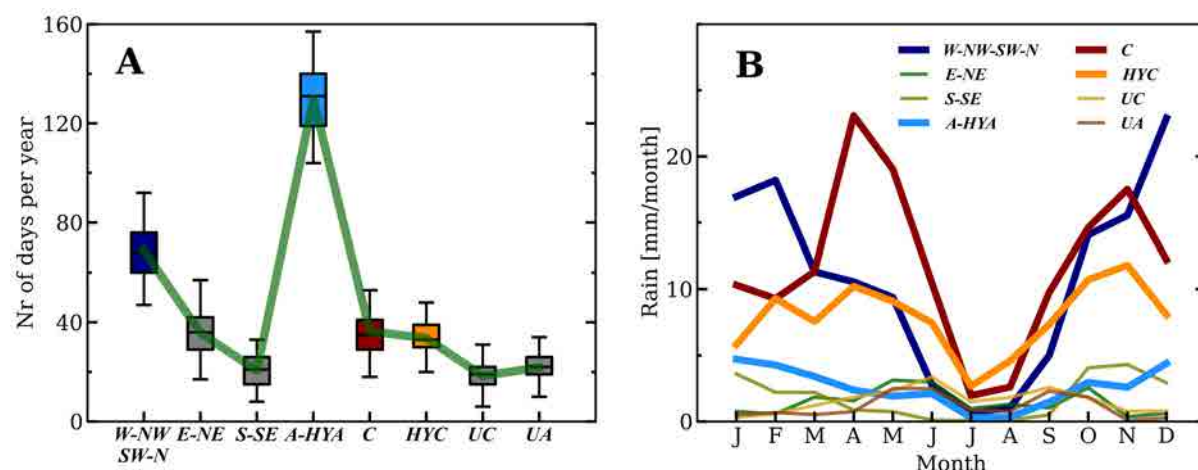 A
Nr of days per year
160
120
80
40
0
W-NW
SW-N
E-NE
S-SE
A-HYA
C
HYC
UC
UA
B
Rain [mm/month]
20
10
0
W-NW-SW-N
E-NE
S-SE
A-HYA
C
HYC
UC
UA
J F M A M J J A S O N D
Month